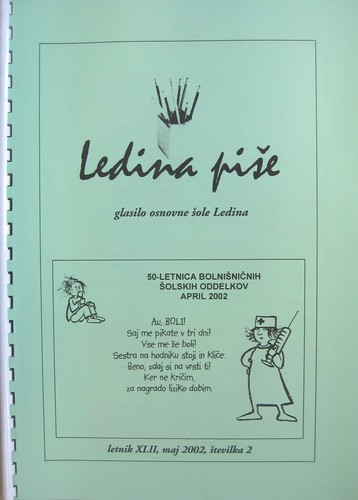 Ledina piše
glasilo osnovne šole Ledina
50-LETNICA BOLNIŠNIČNIH
ŠOLSKIH ODDELKOV
APRIL 2002
Av, BOLI!
Saj me pikate v tri dni!
Vse me že boli!
Sestra na hodniku stoji in kliče:
Beno, zdaj si na vrsti ti!
Ker ne kričim,
za nagrado liziko dobim.
letnik XLII, maj 2002, številka 2